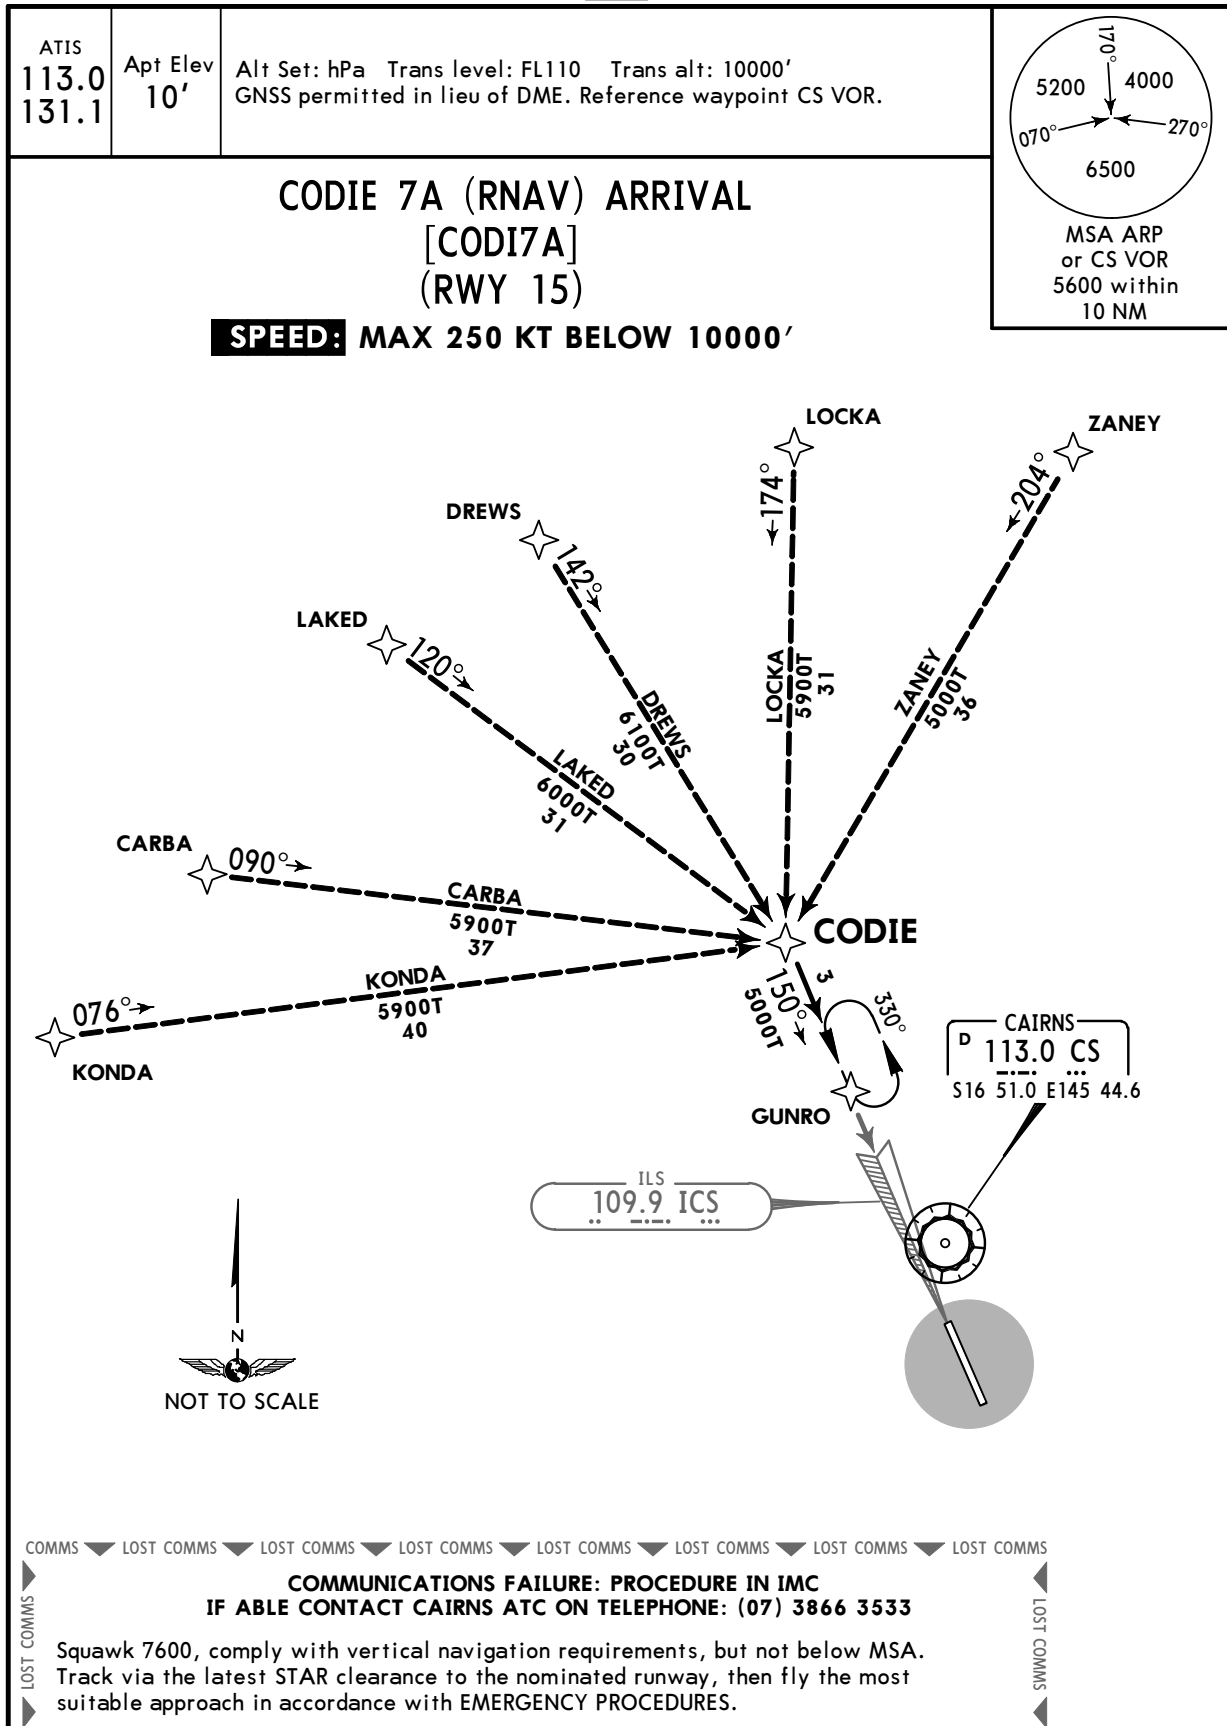 ATIS
113.0
131.1
Apt Elev
10'
Alt Set: hPa Trans level: FL110 Trans alt: 10000'
GNSS permitted in lieu of DME. Reference waypoint CS VOR.
170°
5200
4000
070°
270°
6500
MSA ARP
or CS VOR
5600 within
10 NM
CODIE 7A (RNAV) ARRIVAL
[CODI7A]
(RWY 15)
SPEED: MAX 250 KT BELOW 10000'
LOCKA
ZANEY
174°
204°
DREWS
142°
LAKED
120°
LOCKA
5900T
31
ZANEY
5000T
36
DREWS
6100T
30
LAKED
6000T
31
CARBA
090°
CARBA
5900T
37
CODIE
KONDA
5900T
40
076°
KONDA
3
150°
5000T
330°
CAIRNS
D 113.0 CS
S16 51.0 E145 44.6
GUNRO
ILS
109.9 ICS
N
NOT TO SCALE
COMMS LOST COMMS LOST COMMS LOST COMMS LOST COMMS LOST COMMS LOST COMMS LOST COMMS
LOST COMMS
LOST COMMS
COMMUNICATIONS FAILURE: PROCEDURE IN IMC
IF ABLE CONTACT CAIRNS ATC ON TELEPHONE: (07) 3866 3533
Squawk 7600, comply with vertical navigation requirements, but not below MSA.
Track via the latest STAR clearance to the nominated runway, then fly the most
suitable approach in accordance with EMERGENCY PROCEDURES.